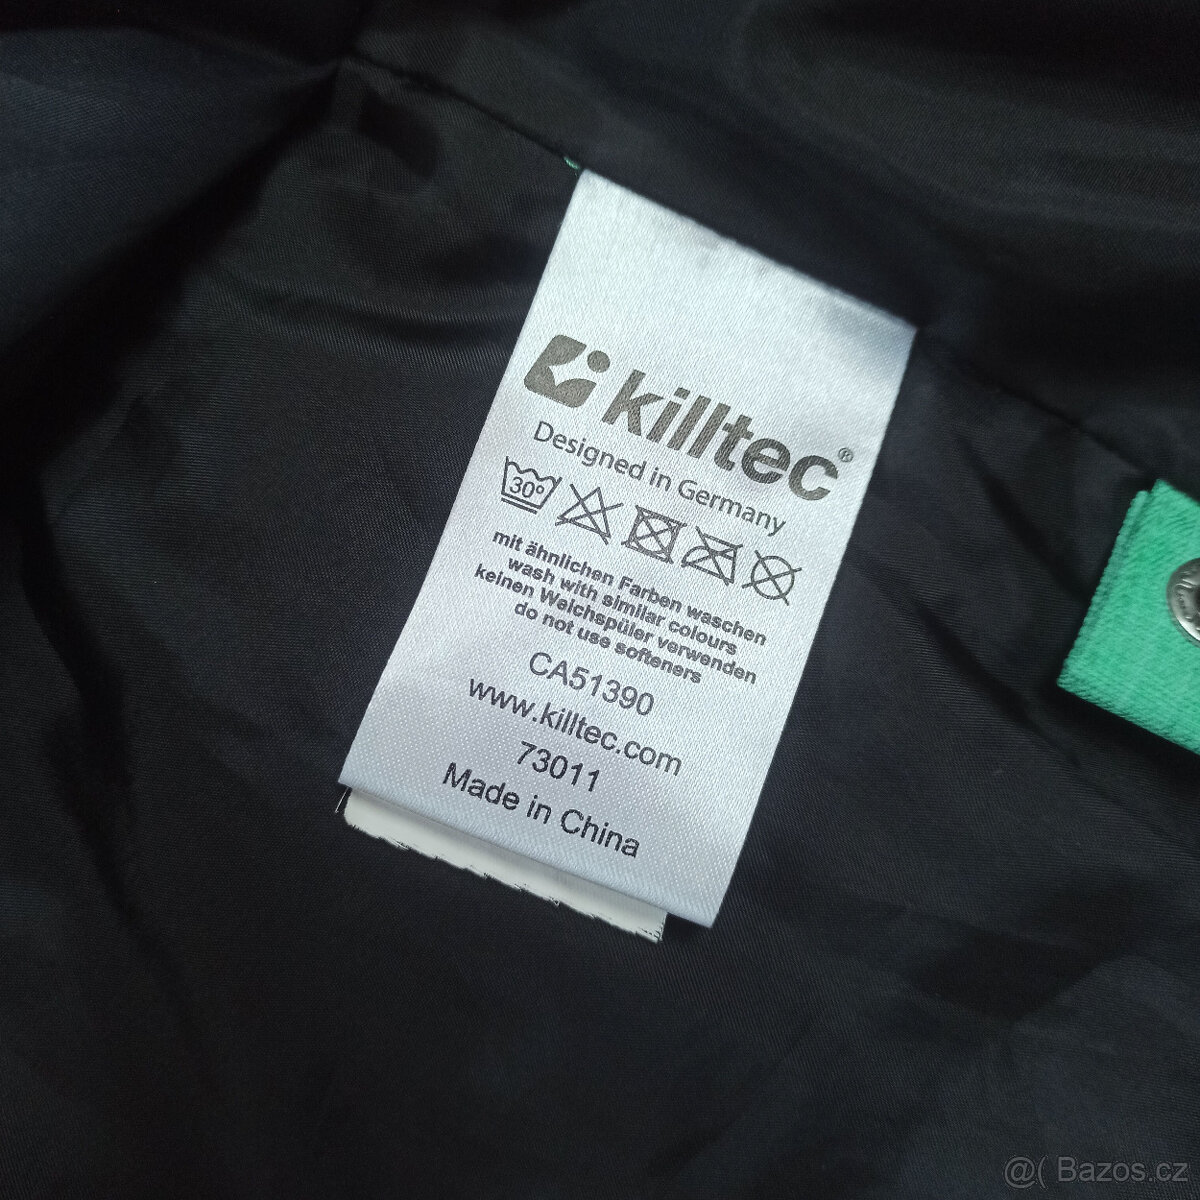 killtec®
Designed in Germany
30°
mit ähnlichen Farben waschen
wash with similar colours
keinen Weichspüler verwenden
do not use softeners
CA51390
www.killtec.com
73011
Made in China
@( Bazos.cz